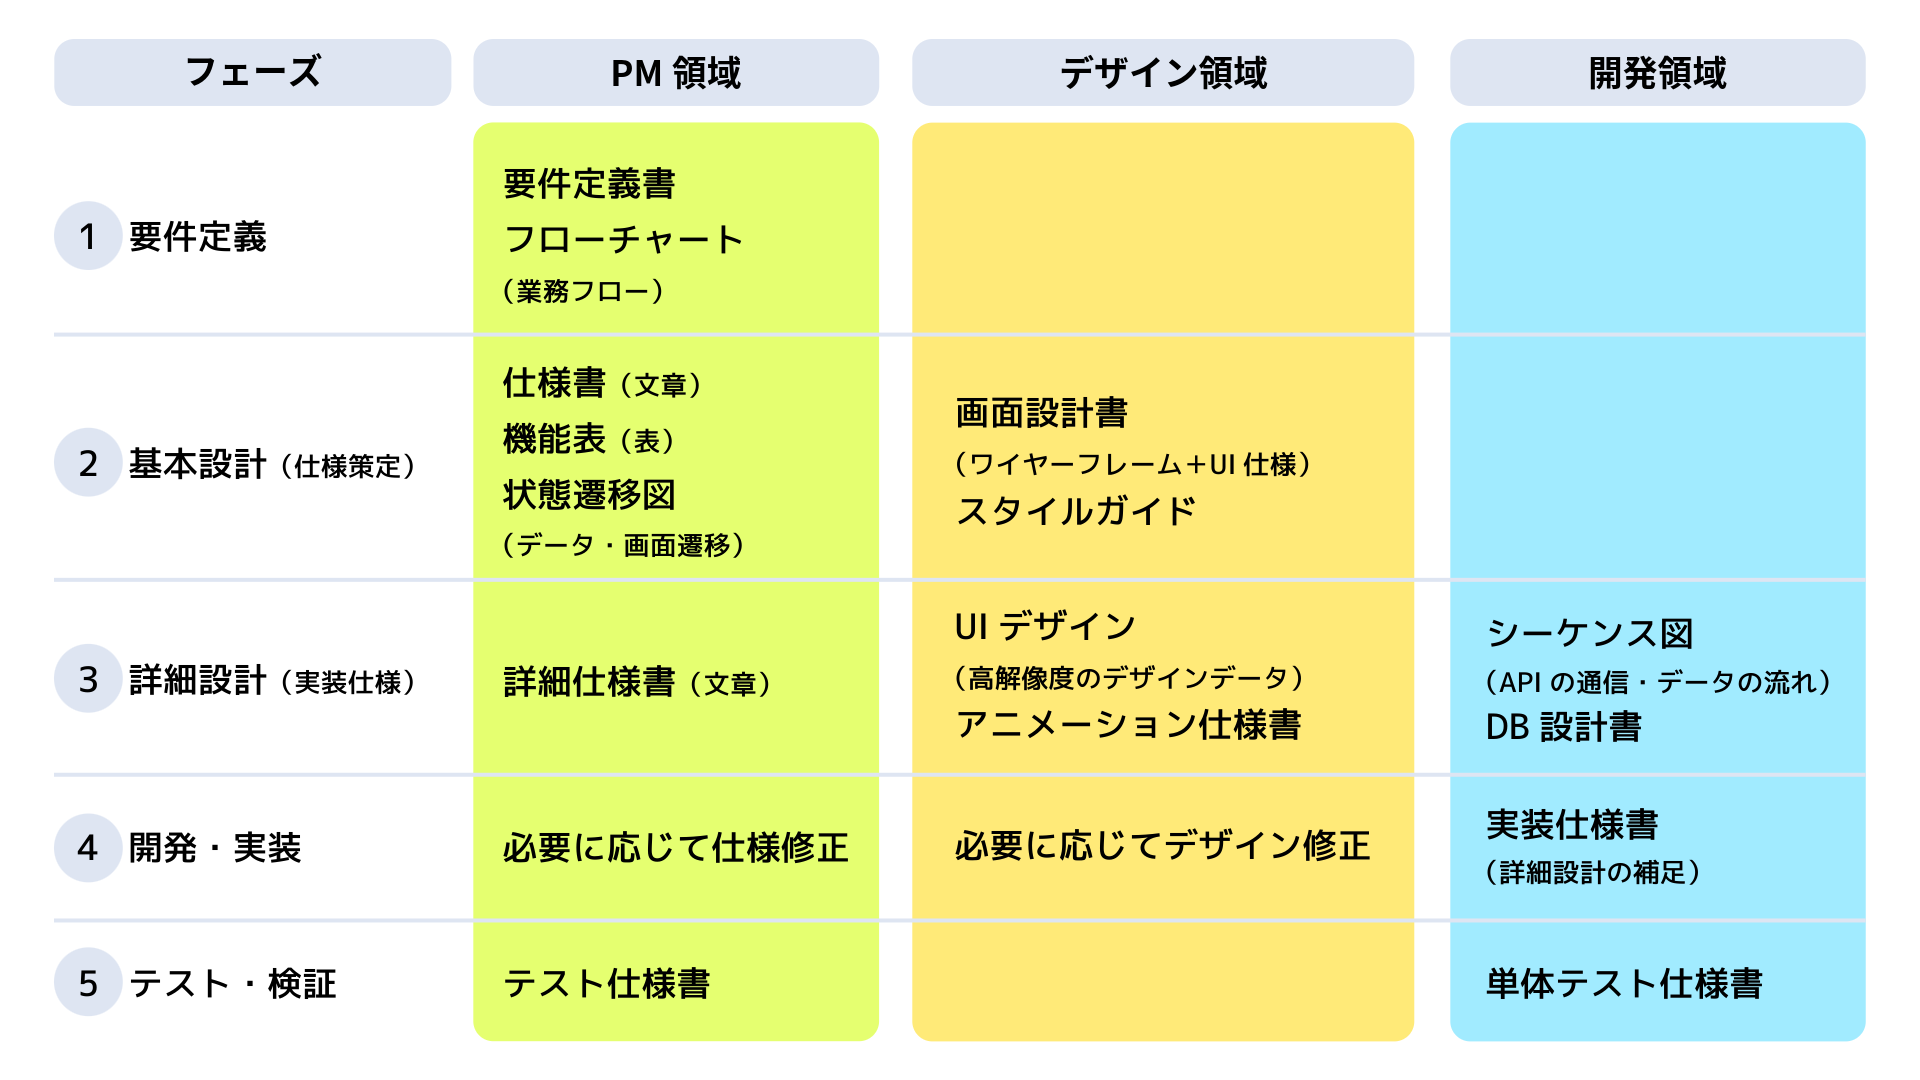 フェーズ
PM 領域
デザイン領域
開発領域
1 要件定義
要件定義書
フローチャート
（業務フロー）
2 基本設計（仕様策定）
仕様書（文章）
機能表（表）
状態遷移図
（データ・画面遷移）
画面設計書
（ワイヤーフレーム＋UI 仕様）
スタイルガイド
3 詳細設計（実装仕様）
詳細仕様書（文章）
UI デザイン
（高解像度のデザインデータ）
アニメーション仕様書
シーケンス図
（API の通信・データの流れ）
DB 設計書
4 開発・実装
必要に応じて仕様修正
必要に応じてデザイン修正
実装仕様書
（詳細設計の補足）
5 テスト・検証
テスト仕様書
単体テスト仕様書